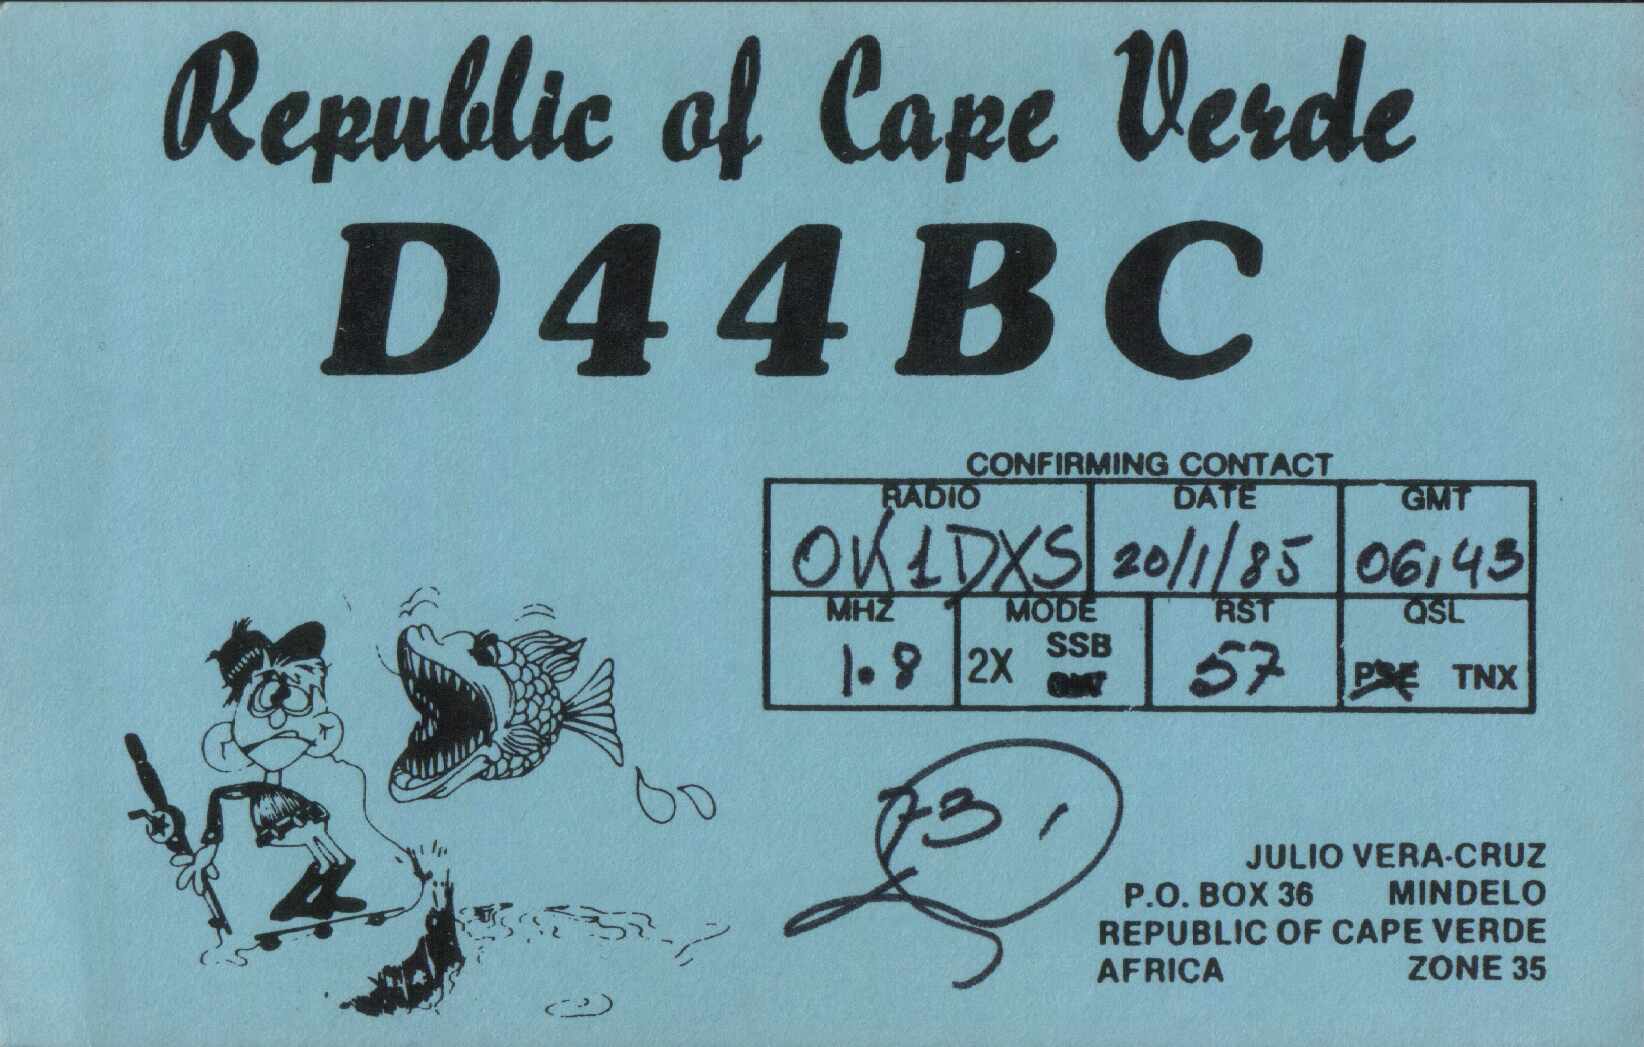 Republic of Cape Verde
D44BC
CONFIRMING CONTACT
RADIO DATE GMT
OK1DXS 20/1/85 06,43
MHZ MODE RST QSL
1.8 2X SSB 57 PSE TNX
73,
JULIO VERA-CRUZ
P.O. BOX 36 MINDELO
REPUBLIC OF CAPE VERDE
AFRICA ZONE 35